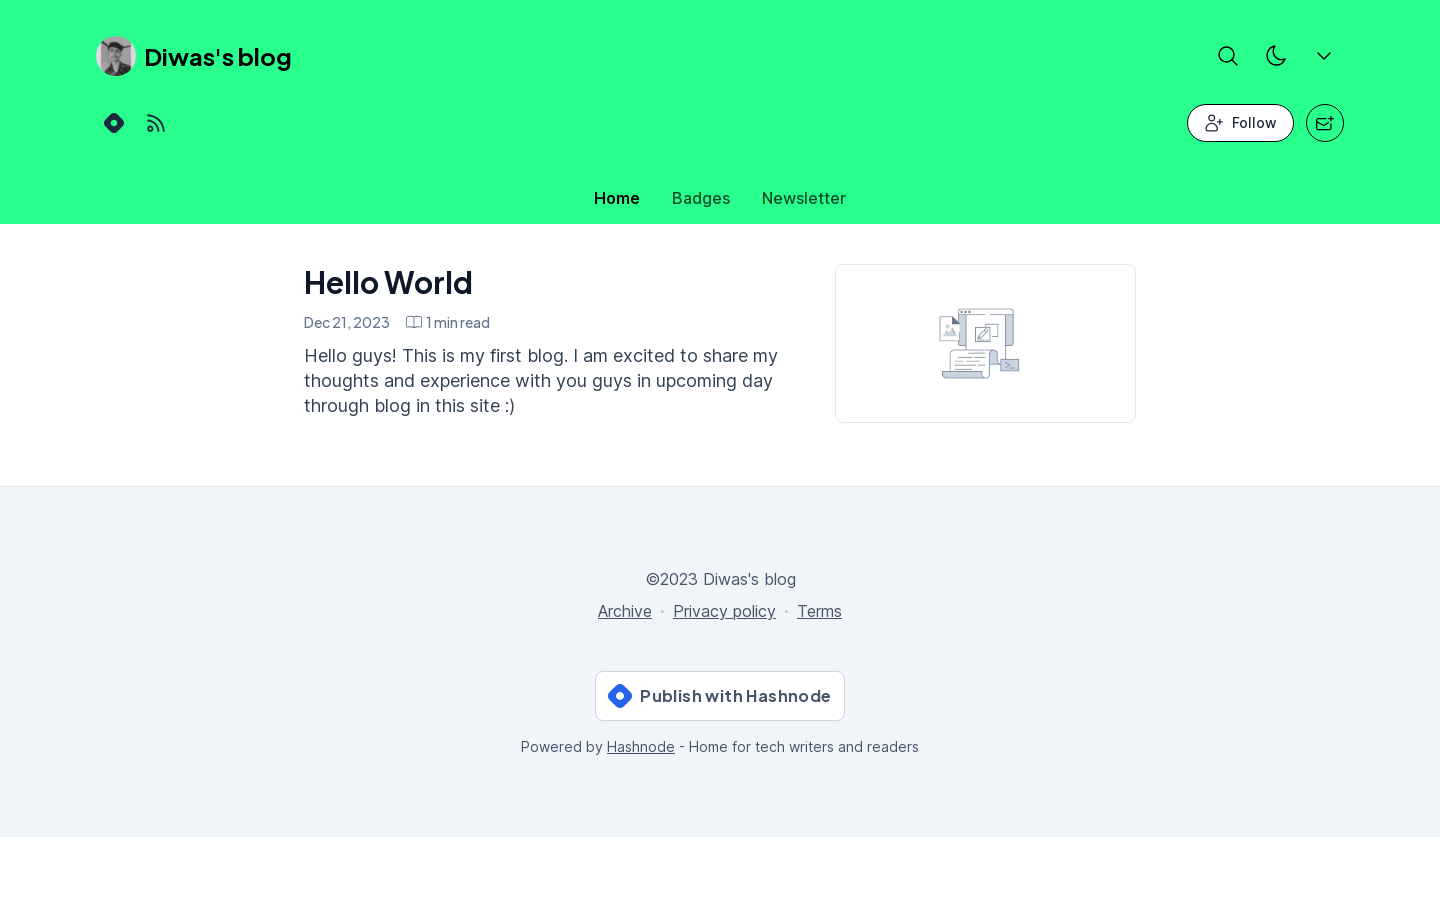 Diwas's blog
Follow
Home
Badges
Newsletter
Hello World
Dec 21, 2023
1 min read
Hello guys! This is my first blog. I am excited to share my
thoughts and experience with you guys in upcoming day
through blog in this site :)
©2023 Diwas's blog
Archive · Privacy policy · Terms
Publish with Hashnode
Powered by Hashnode - Home for tech writers and readers